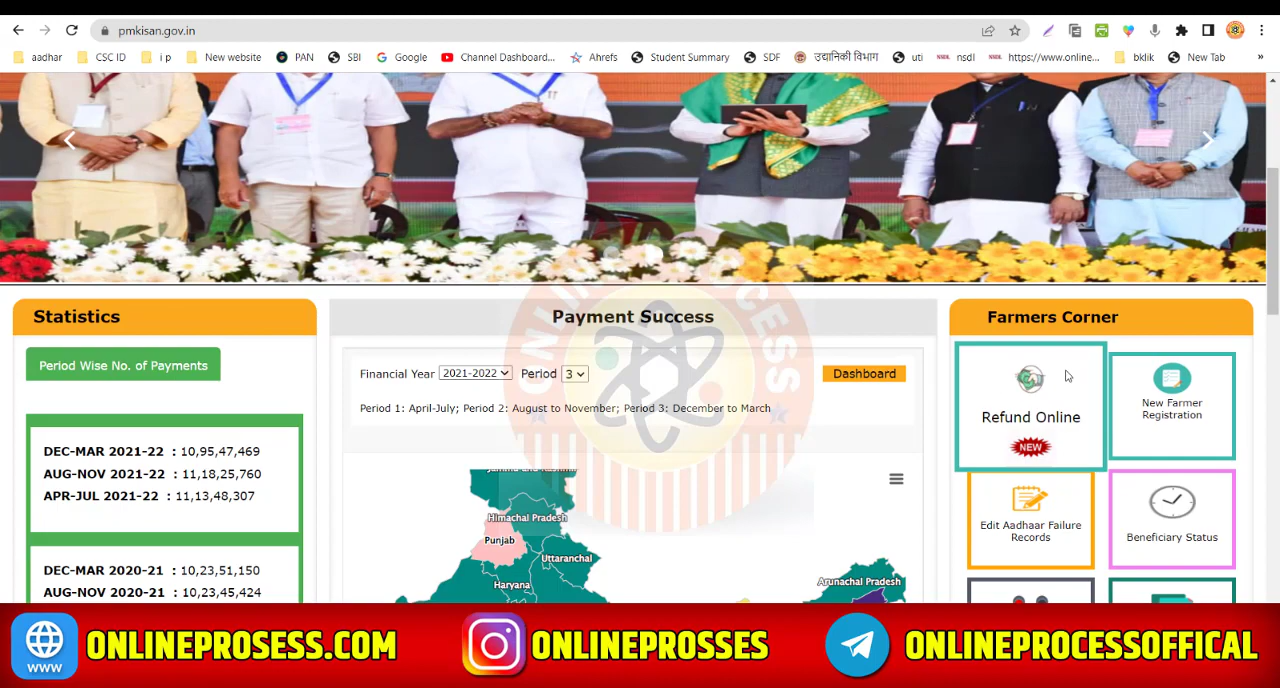 pmkisan.gov.in
aadhar
CSC ID
i p
New website
PAN
SBI
Google
Channel Dashboard...
Ahrefs
Student Summary
SDF
उद्यानिकी विभाग
uti
nsdl
https://www.online...
bklik
New Tab
»
Statistics
Period Wise No. of Payments
DEC-MAR 2021-22 : 10,95,47,469
AUG-NOV 2021-22 : 11,18,25,760
APR-JUL 2021-22 : 11,13,48,307
DEC-MAR 2020-21 : 10,23,51,150
AUG-NOV 2020-21 : 10,23,45,424
Payment Success
Financial Year 2021-2022 Period 3
Dashboard
Period 1: April-July; Period 2: August to November; Period 3: December to March
Himachal Pradesh
Punjab
Uttaranchal
Haryana
Arunachal Pradesh
Farmers Corner
Refund Online
NEW
New Farmer
Registration
Edit Aadhaar Failure
Records
Beneficiary Status
WWW
ONLINEPROSESS.COM
ONLINEPROSSES
ONLINEPROCESSOFFICAL